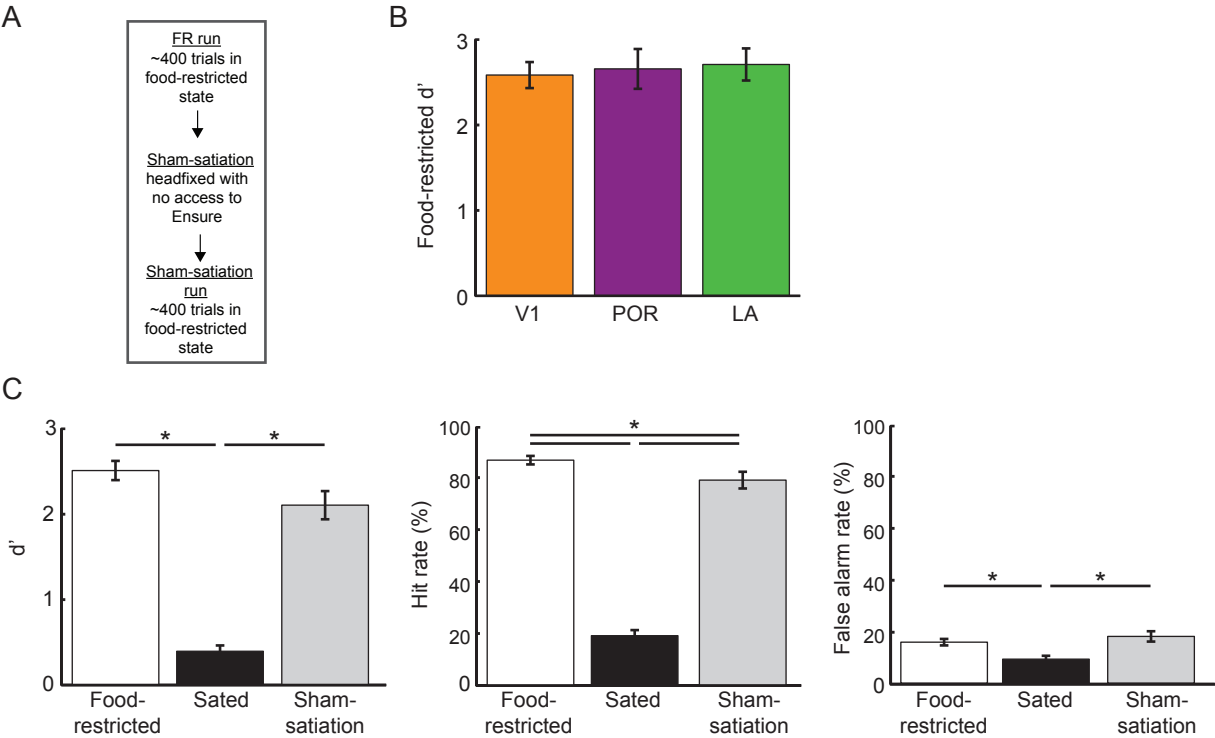 A
FR run
~400 trials in
food-restricted
state
Sham-satiation
headfixed with
no access to
Ensure
Sham-satiation
run
~400 trials in
food-restricted
state
B
Food-restricted d'
3
2
1
0
V1 POR LA
C
d'
3
2
1
0
* *
Food-
restricted
Sated
Sham-
satiation
Hit rate (%)
100
80
60
40
20
0
*
Food-
restricted
Sated
Sham-
satiation
False alarm rate (%)
100
80
60
40
20
0
* *
Food-
restricted
Sated
Sham-
satiation